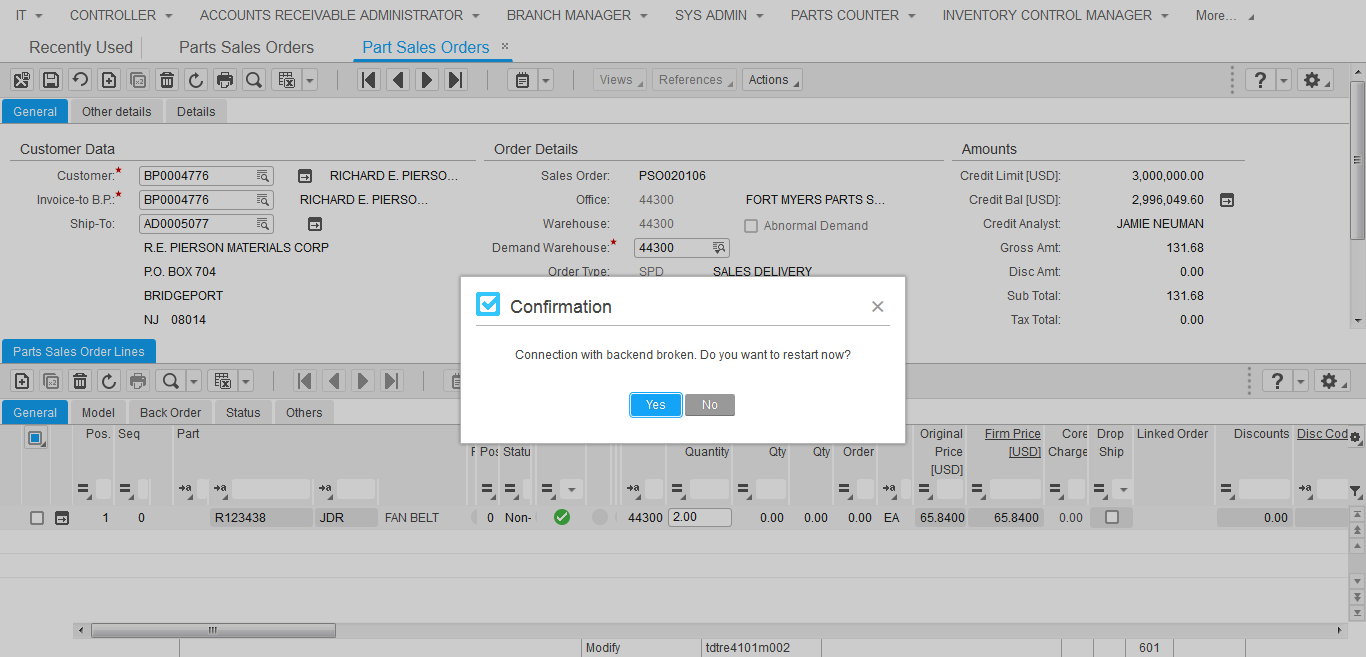 IT CONTROLLER ACCOUNTS RECEIVABLE ADMINISTRATOR BRANCH MANAGER SYS ADMIN PARTS COUNTER INVENTORY CONTROL MANAGER More...
Recently Used Parts Sales Orders Part Sales Orders
Views References Actions
General Other details Details
Customer Data Order Details Amounts
Customer:* BP0004776 RICHARD E. PIERSO... Sales Order: PSO020106 Credit Limit [USD]: 3,000,000.00
Invoice-to B.P.:* BP0004776 RICHARD E. PIERSO... Office: 44300 FORT MYERS PARTS S... Credit Bal [USD]: 2,996,049.60
Ship-To: AD0005077 Warehouse: 44300 Abnormal Demand Credit Analyst: JAMIE NEUMAN
R.E. PIERSON MATERIALS CORP Demand Warehouse:* 44300 Gross Amt: 131.68
P.O. BOX 704 Order Type: SPD SALES DELIVERY Disc Amt: 0.00
BRIDGEPORT Sub Total: 131.68
NJ 08014 Tax Total: 0.00
Confirmation
Connection with backend broken. Do you want to restart now?
Yes No
Parts Sales Order Lines
General Model Back Order Status Others
Pos. Seq Part Original Firm Price Core Drop Linked Order Discounts Disc Cod
Pos Statu Quantity Qty Qty Order Price [USD] Charge Ship
[USD]
1 0 R123438 JDR FAN BELT 0 Non- 44300 2.00 0.00 0.00 0.00 EA 65.8400 65.8400 0.00 0.00
Modify tdtre4101m002 601